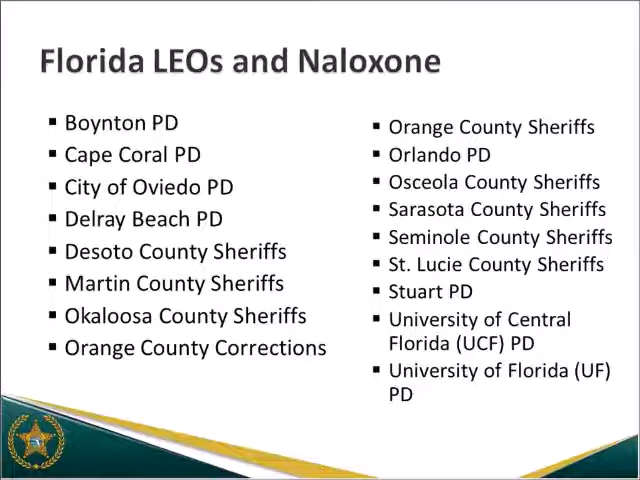 Florida LEOs and Naloxone
▪ Boynton PD
▪ Cape Coral PD
▪ City of Oviedo PD
▪ Delray Beach PD
▪ Desoto County Sheriffs
▪ Martin County Sheriffs
▪ Okaloosa County Sheriffs
▪ Orange County Corrections
▪ Orange County Sheriffs
▪ Orlando PD
▪ Osceola County Sheriffs
▪ Sarasota County Sheriffs
▪ Seminole County Sheriffs
▪ St. Lucie County Sheriffs
▪ Stuart PD
▪ University of Central
Florida (UCF) PD
▪ University of Florida (UF)
PD